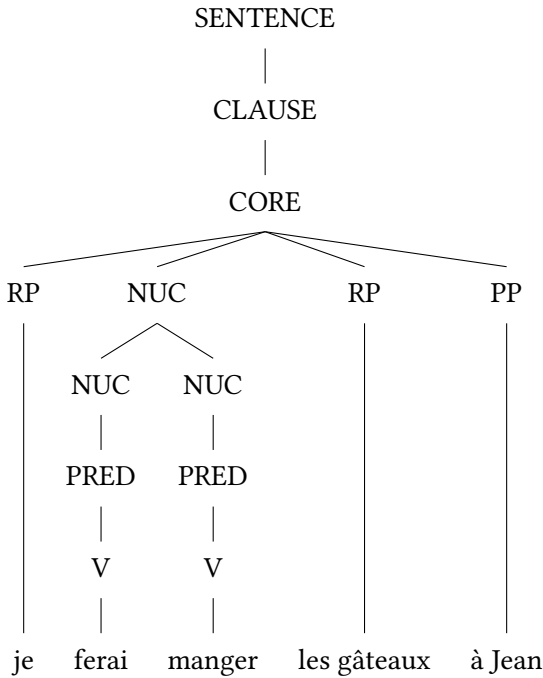 SENTENCE
CLAUSE
CORE
RP NUC RP PP
NUC NUC
PRED PRED
V V
je ferai manger les gâteaux à Jean